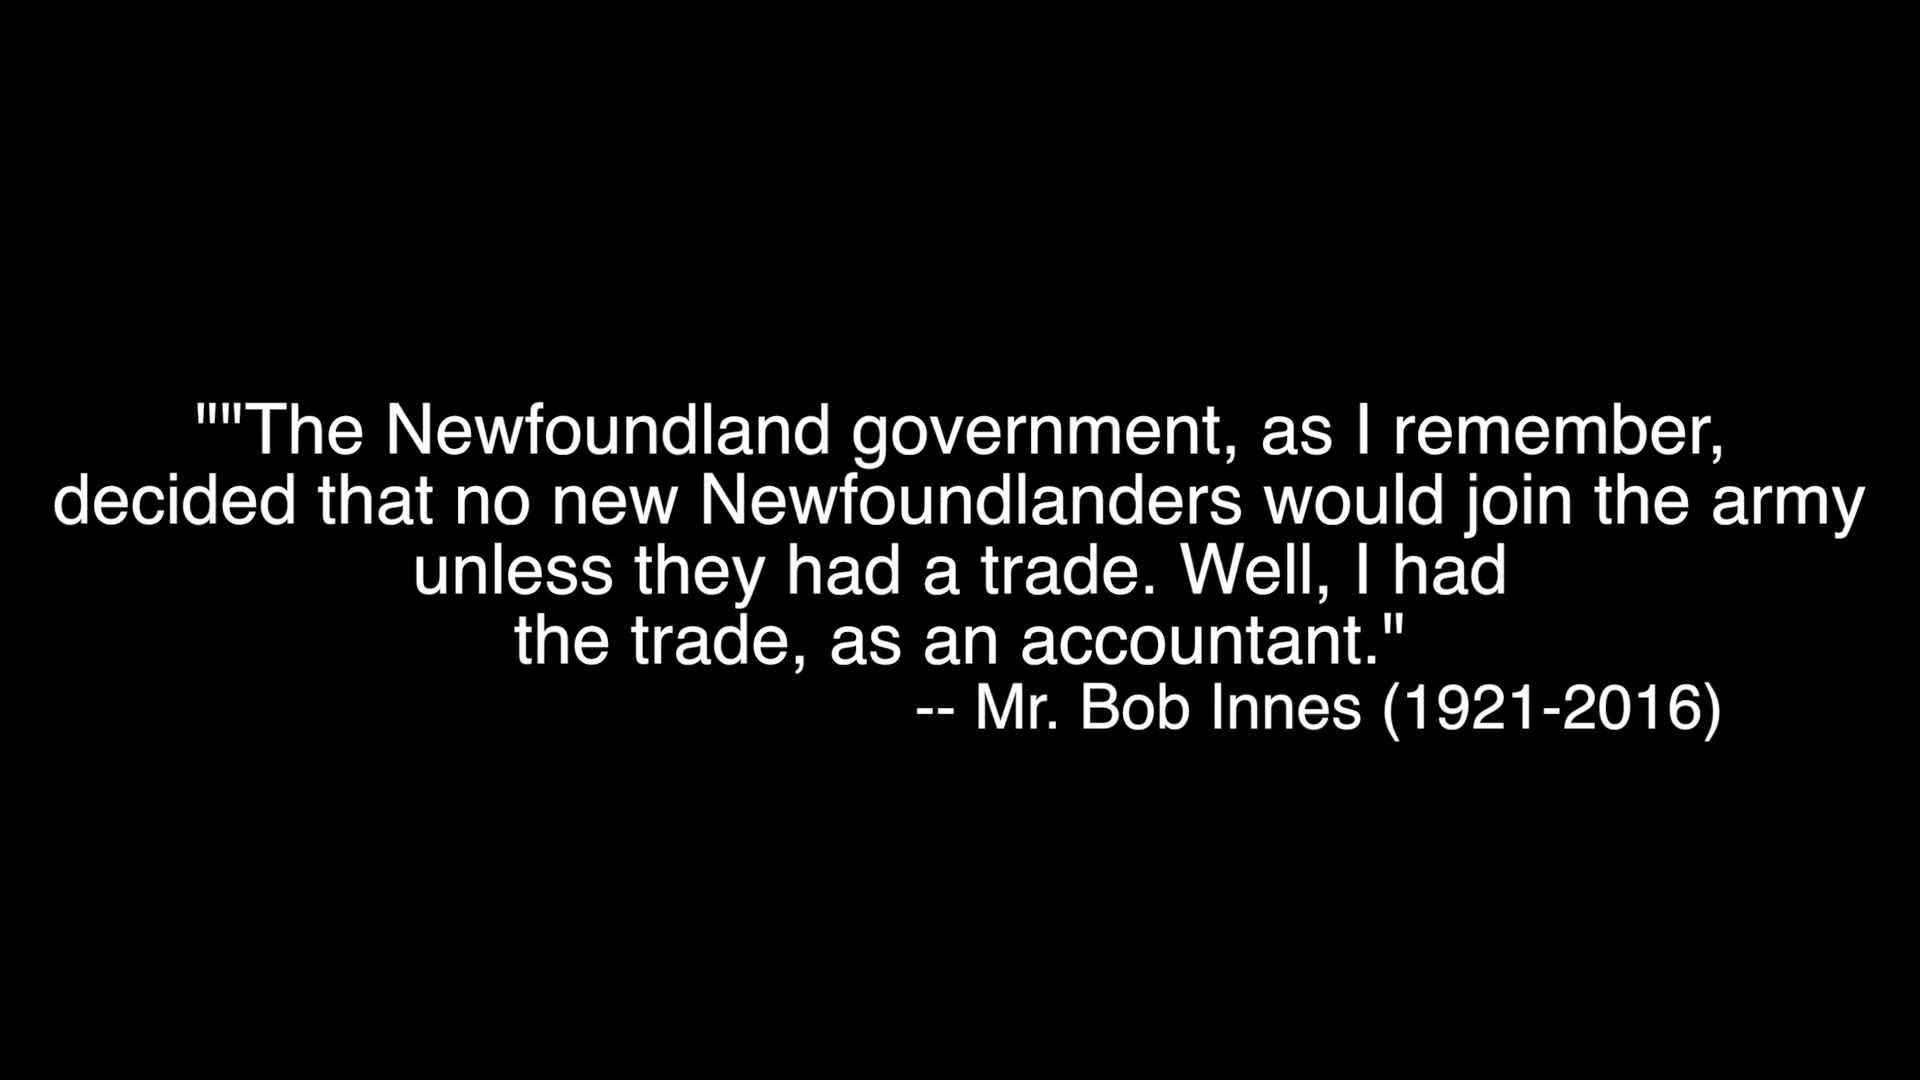 ""The Newfoundland government, as I remember,
decided that no new Newfoundlanders would join the army
unless they had a trade. Well, I had
the trade, as an accountant."
-- Mr. Bob Innes (1921-2016)